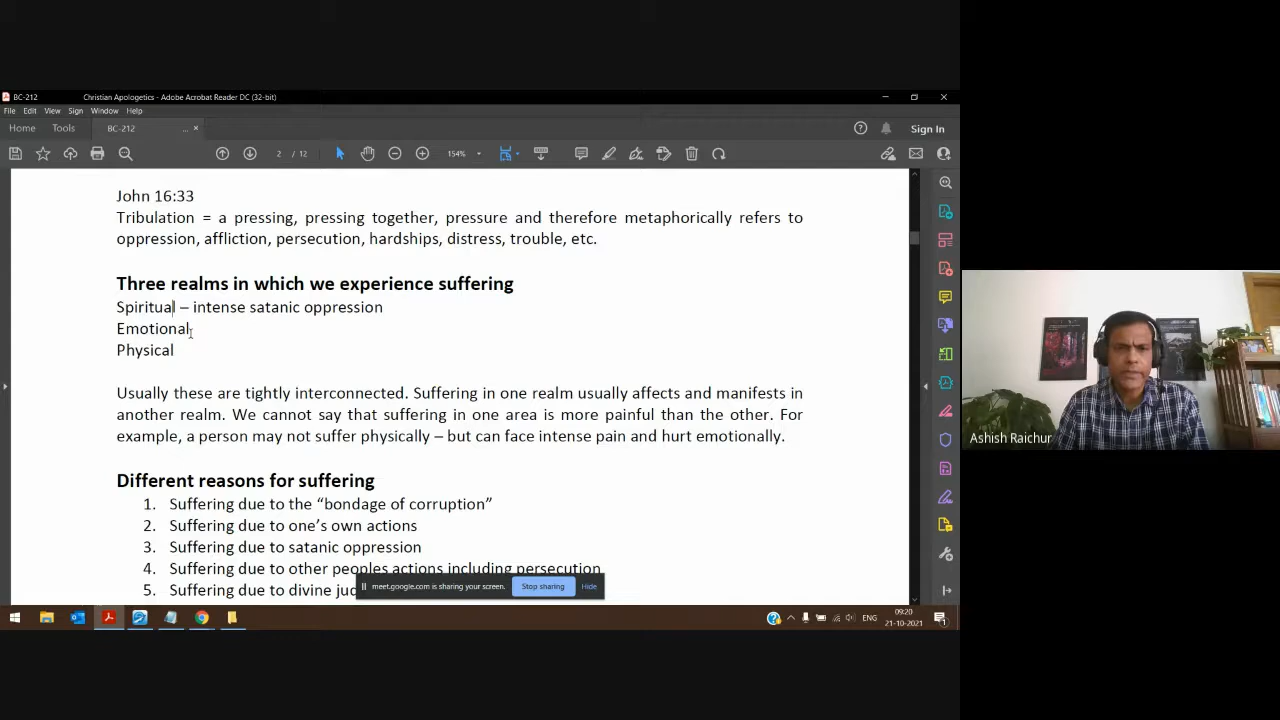 BC-212 Christian Apologetics - Adobe Acrobat Reader DC (32-bit)
File Edit View Sign Window Help
Home Tools BC-212 ... × Sign In
2 / 12 154%
John 16:33
Tribulation = a pressing, pressing together, pressure and therefore metaphorically refers to
oppression, affliction, persecution, hardships, distress, trouble, etc.
Three realms in which we experience suffering
Spiritual – intense satanic oppression
Emotional
Physical
Usually these are tightly interconnected. Suffering in one realm usually affects and manifests in
another realm. We cannot say that suffering in one area is more painful than the other. For
example, a person may not suffer physically – but can face intense pain and hurt emotionally.
Different reasons for suffering
1. Suffering due to the “bondage of corruption”
2. Suffering due to one’s own actions
3. Suffering due to satanic oppression
4. Suffering due to other peoples actions including persecution
5. Suffering due to divine jud
meet.google.com is sharing your screen. Stop sharing Hide
ENG 09:20
21-10-2021
Ashish Raichur